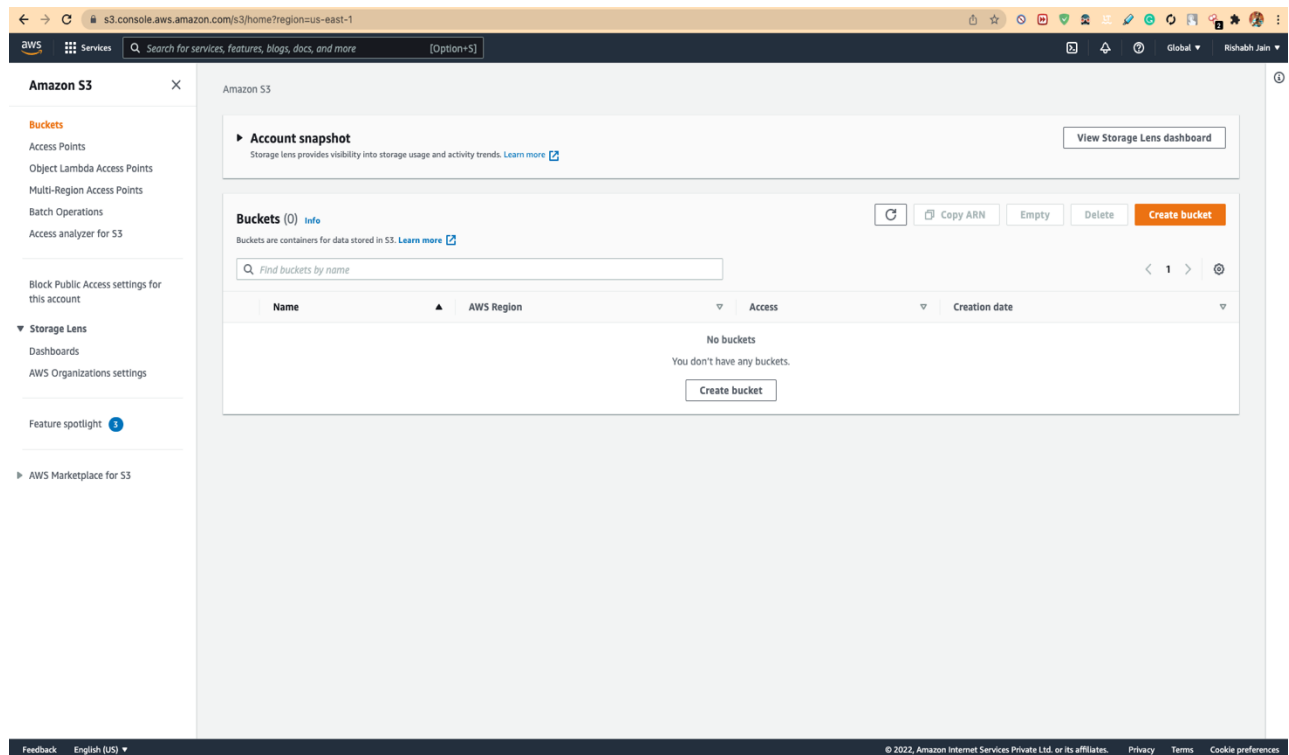 s3.console.aws.amazon.com/s3/home?region=us-east-1
aws Services Search for services, features, blogs, docs, and more [Option+S] Global Rishabh Jain
Amazon S3
Buckets
Access Points
Object Lambda Access Points
Multi-Region Access Points
Batch Operations
Access analyzer for S3
Block Public Access settings for
this account
Storage Lens
Dashboards
AWS Organizations settings
Feature spotlight 3
AWS Marketplace for S3
Amazon S3
Account snapshot
Storage lens provides visibility into storage usage and activity trends. Learn more
View Storage Lens dashboard
Buckets (0) Info
Buckets are containers for data stored in S3. Learn more
Copy ARN Empty Delete Create bucket
Find buckets by name
1
Name AWS Region Access Creation date
No buckets
You don't have any buckets.
Create bucket
Feedback English (US) © 2022, Amazon Internet Services Private Ltd. or its affiliates. Privacy Terms Cookie preferences